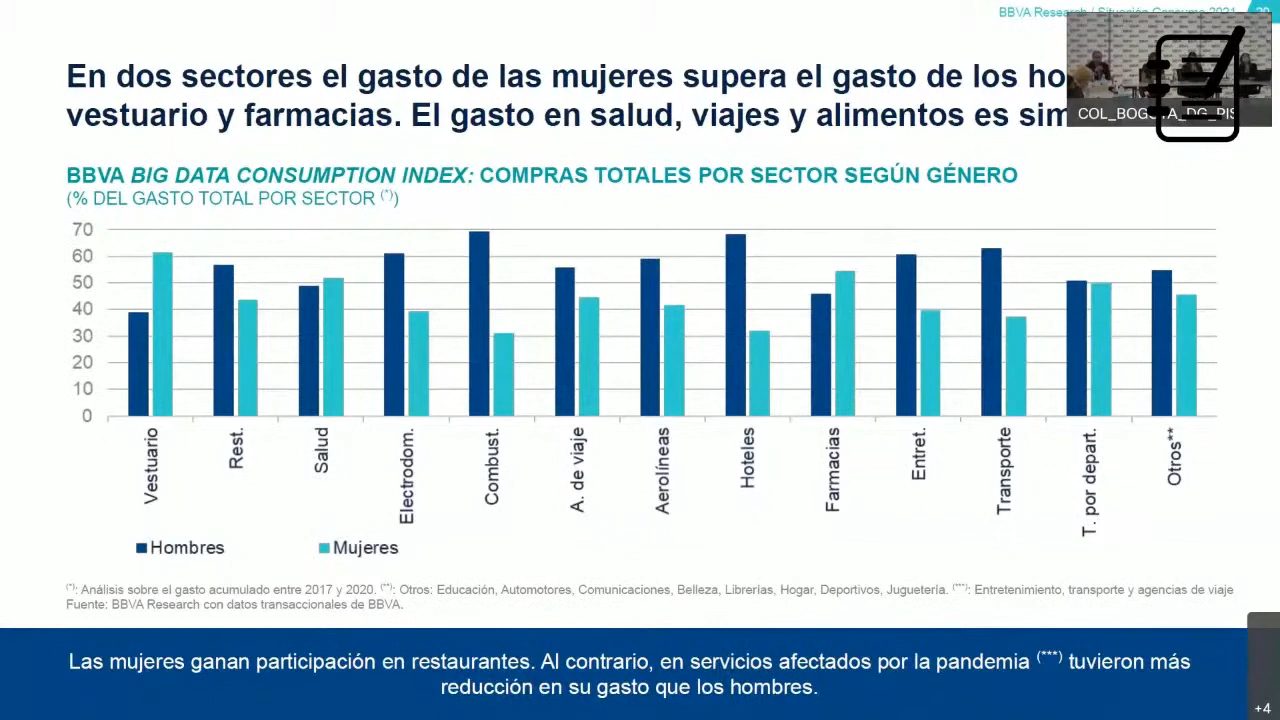 BBVA Research / Situación Consumo 2021
En dos sectores el gasto de las mujeres supera el gasto de los
vestuario y farmacias. El gasto en salud, viajes y alimentos es
BBVA BIG DATA CONSUMPTION INDEX: COMPRAS TOTALES POR SECTOR SEGÚN GÉNERO
(% DEL GASTO TOTAL POR SECTOR (*))
70
60
50
40
30
20
10
0
Vestuario
Rest.
Salud
Electrodom.
Combust.
A. de viaje
Aerolíneas
Hoteles
Farmacias
Entret.
Transporte
T. por depart.
Otros**
Hombres
Mujeres
(*): Análisis sobre el gasto acumulado entre 2017 y 2020. (**): Otros: Educación, Automotores, Comunicaciones, Belleza, Librerías, Hogar, Deportivos, Juguetería. (***): Entretenimiento, transporte y agencias de viaje
Fuente: BBVA Research con datos transaccionales de BBVA.
Las mujeres ganan participación en restaurantes. Al contrario, en servicios afectados por la pandemia (***) tuvieron más
reducción en su gasto que los hombres.
+4